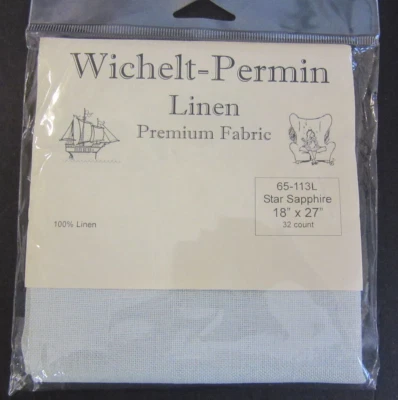 Wichelt-Permin
Linen
Premium Fabric
65-113L
Star Sapphire
18" x 27"
32 count
100% Linen